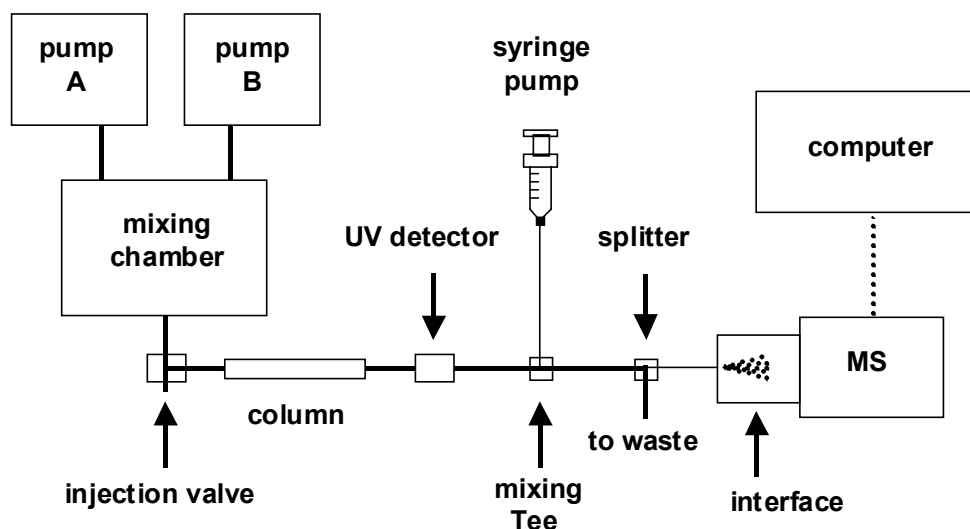 pump
A
pump
B
syringe
pump
computer
mixing
chamber
UV detector
splitter
MS
column
to waste
injection valve
mixing
Tee
interface